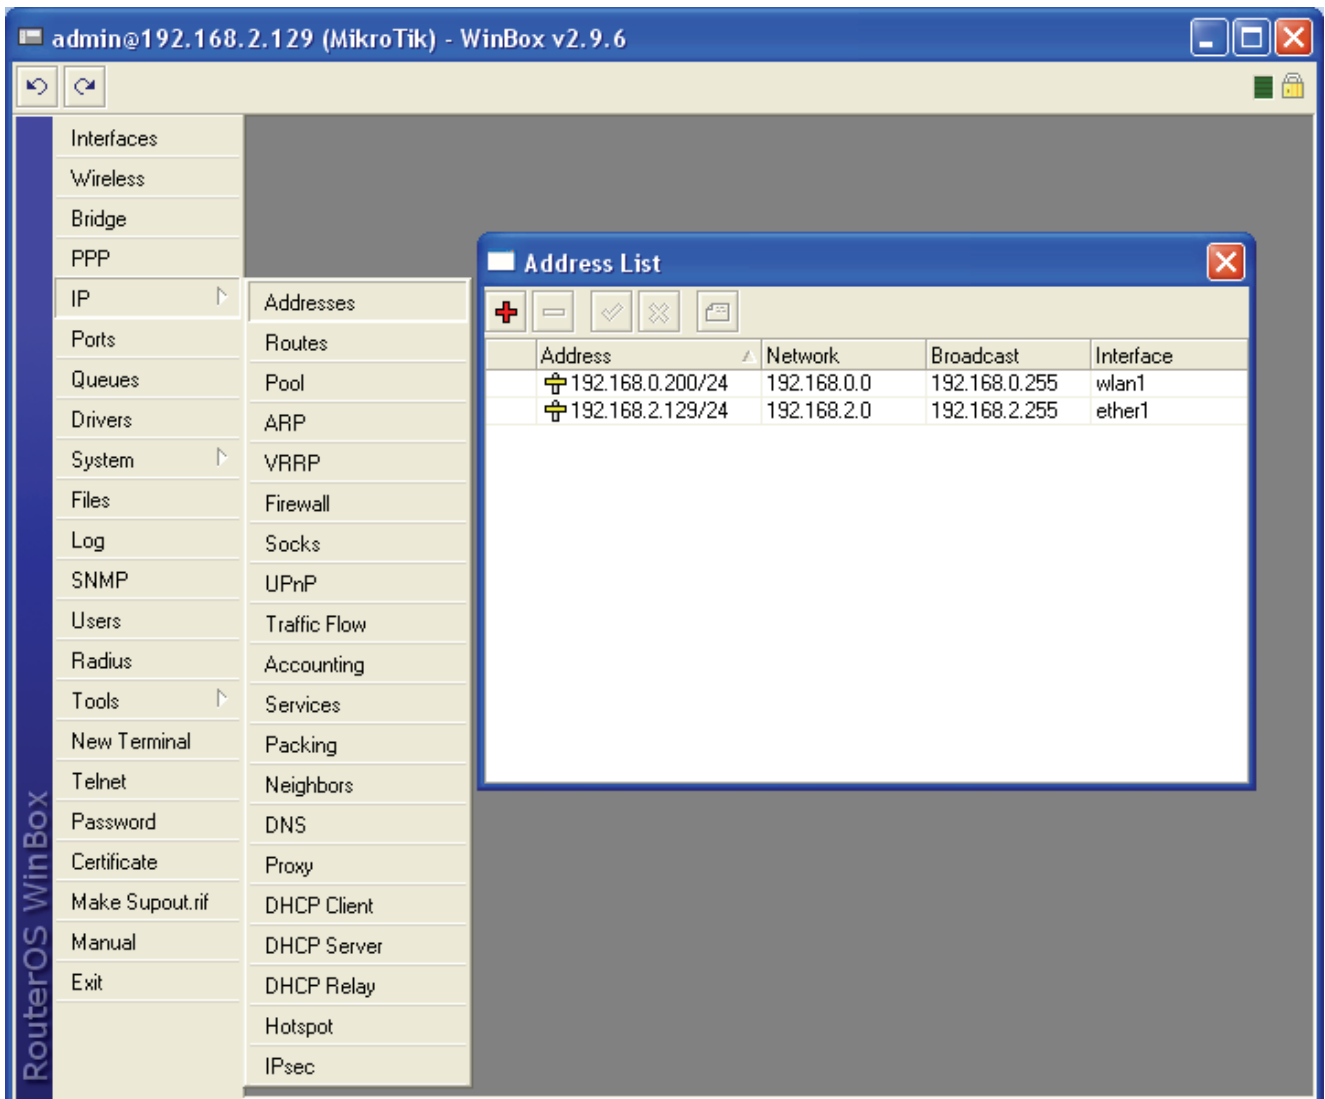 admin@192.168.2.129 (MikroTik) - WinBox v2.9.6
Interfaces
Wireless
Bridge
PPP
IP
Ports
Queues
Drivers
System
Files
Log
SNMP
Users
Radius
Tools
New Terminal
Telnet
Password
Certificate
Make Supout.rif
Manual
Exit
RouterOS WinBox
Addresses
Routes
Pool
ARP
VRRP
Firewall
Socks
UPnP
Traffic Flow
Accounting
Services
Packing
Neighbors
DNS
Proxy
DHCP Client
DHCP Server
DHCP Relay
Hotspot
IPsec
Address List
Address Network Broadcast Interface
192.168.0.200/24 192.168.0.0 192.168.0.255 wlan1
192.168.2.129/24 192.168.2.0 192.168.2.255 ether1